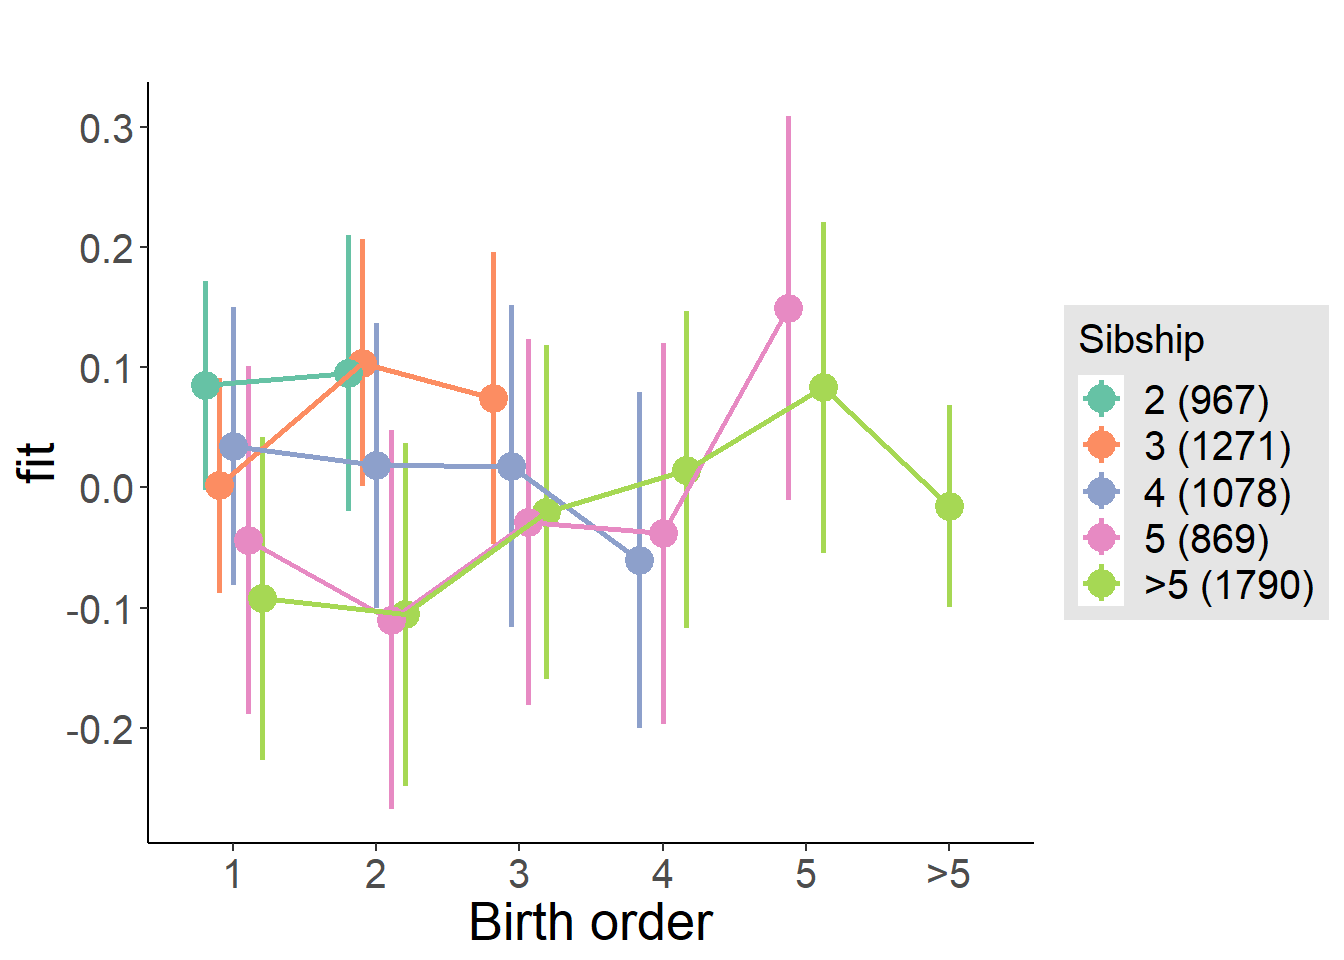 0.3
0.2
0.1
0.0
-0.1
-0.2
fit
1 2 3 4 5 >5
Birth order
Sibship
2 (967)
3 (1271)
4 (1078)
5 (869)
>5 (1790)